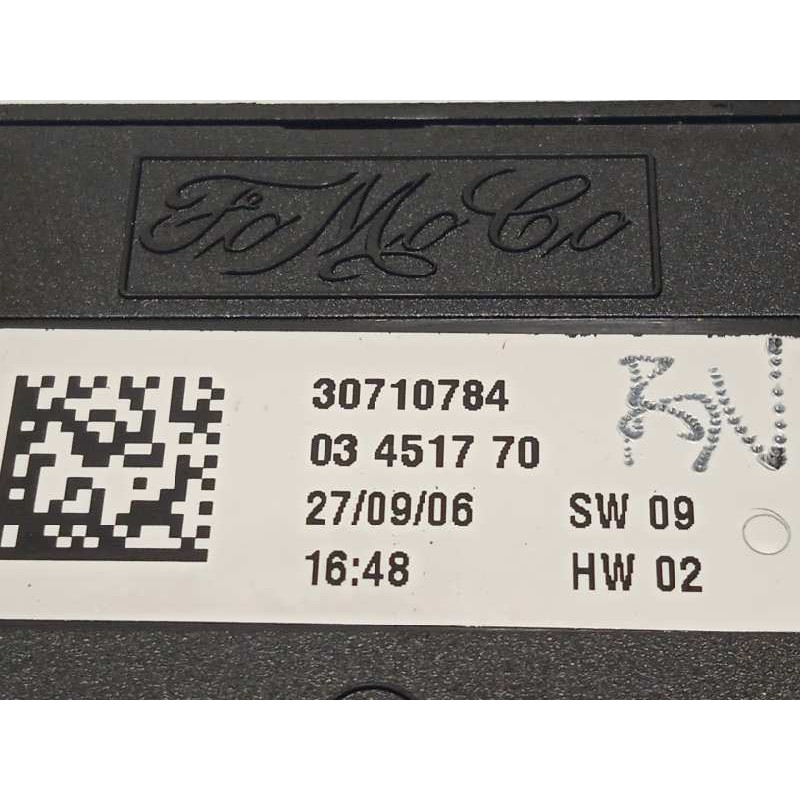 FoMoCo
30710784
03 4517 70
27/09/06 SW 09
16:48 HW 02